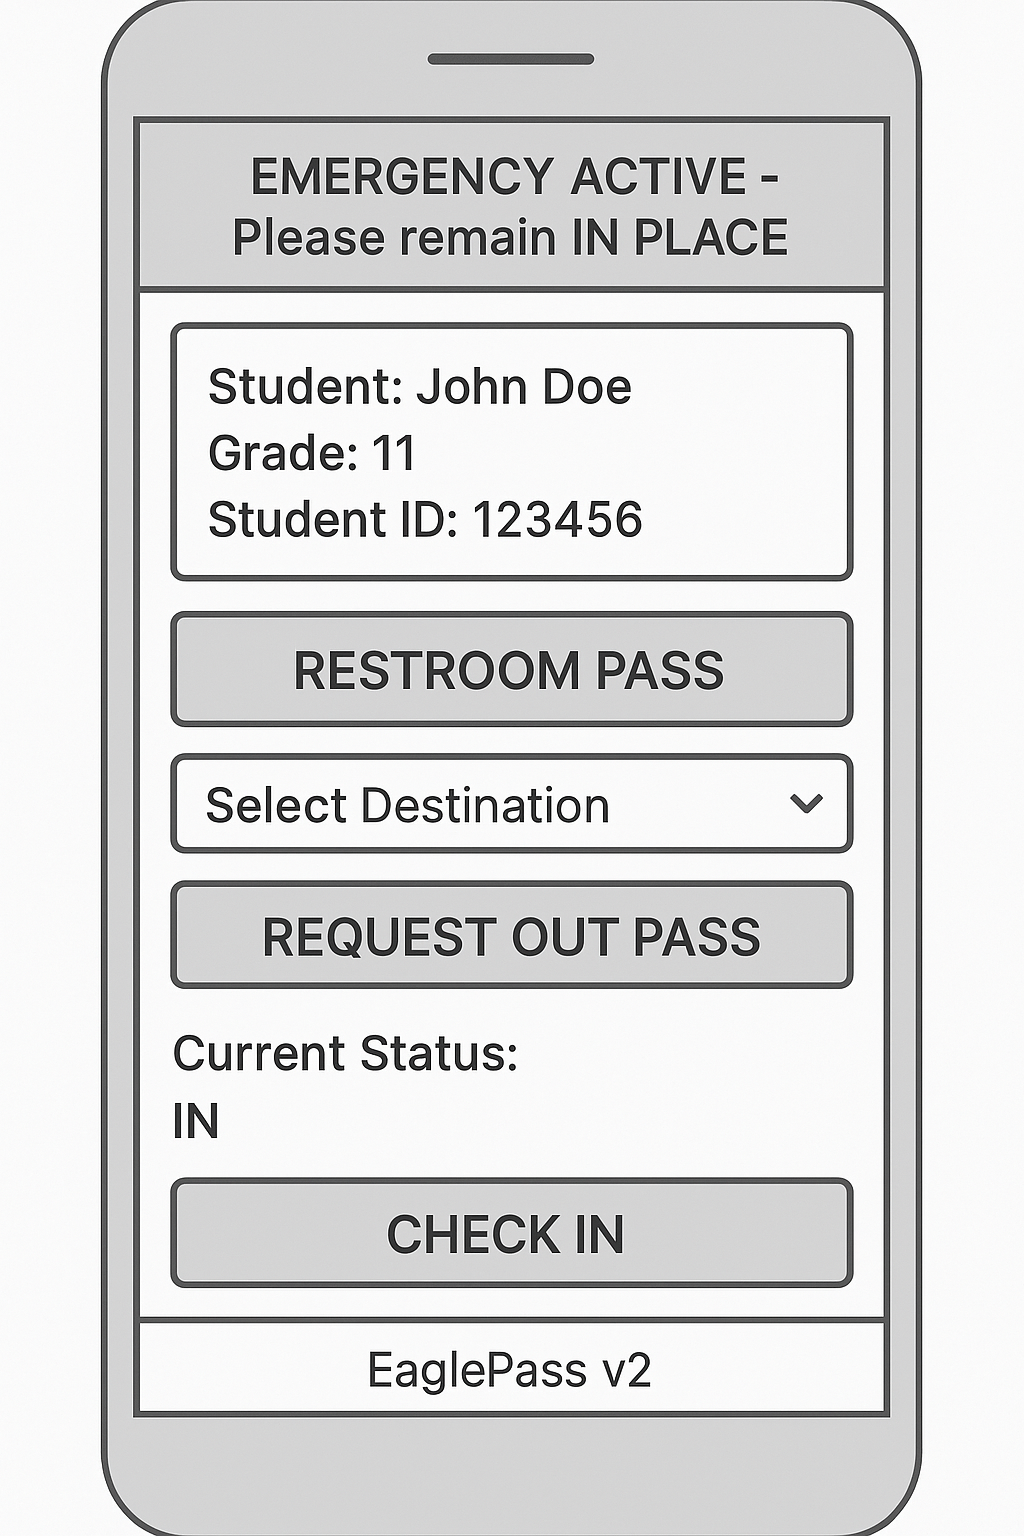 EMERGENCY ACTIVE -
Please remain IN PLACE
Student: John Doe
Grade: 11
Student ID: 123456
RESTROOM PASS
Select Destination
REQUEST OUT PASS
Current Status:
IN
CHECK IN
EaglePass v2